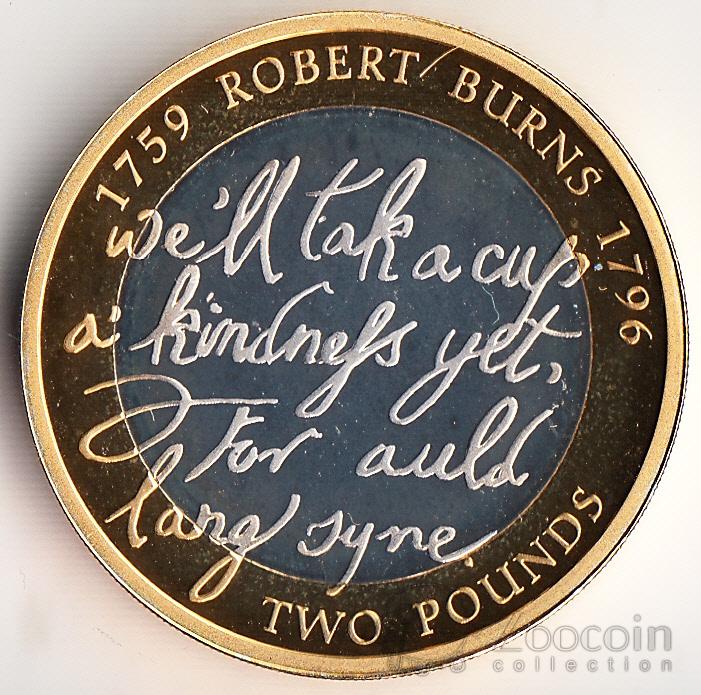 1759 ROBERT BURNS 1796
we'll tak a cup
a' kindness yet,
For auld
lang syne
TWO POUNDS
Zoocoin
collection